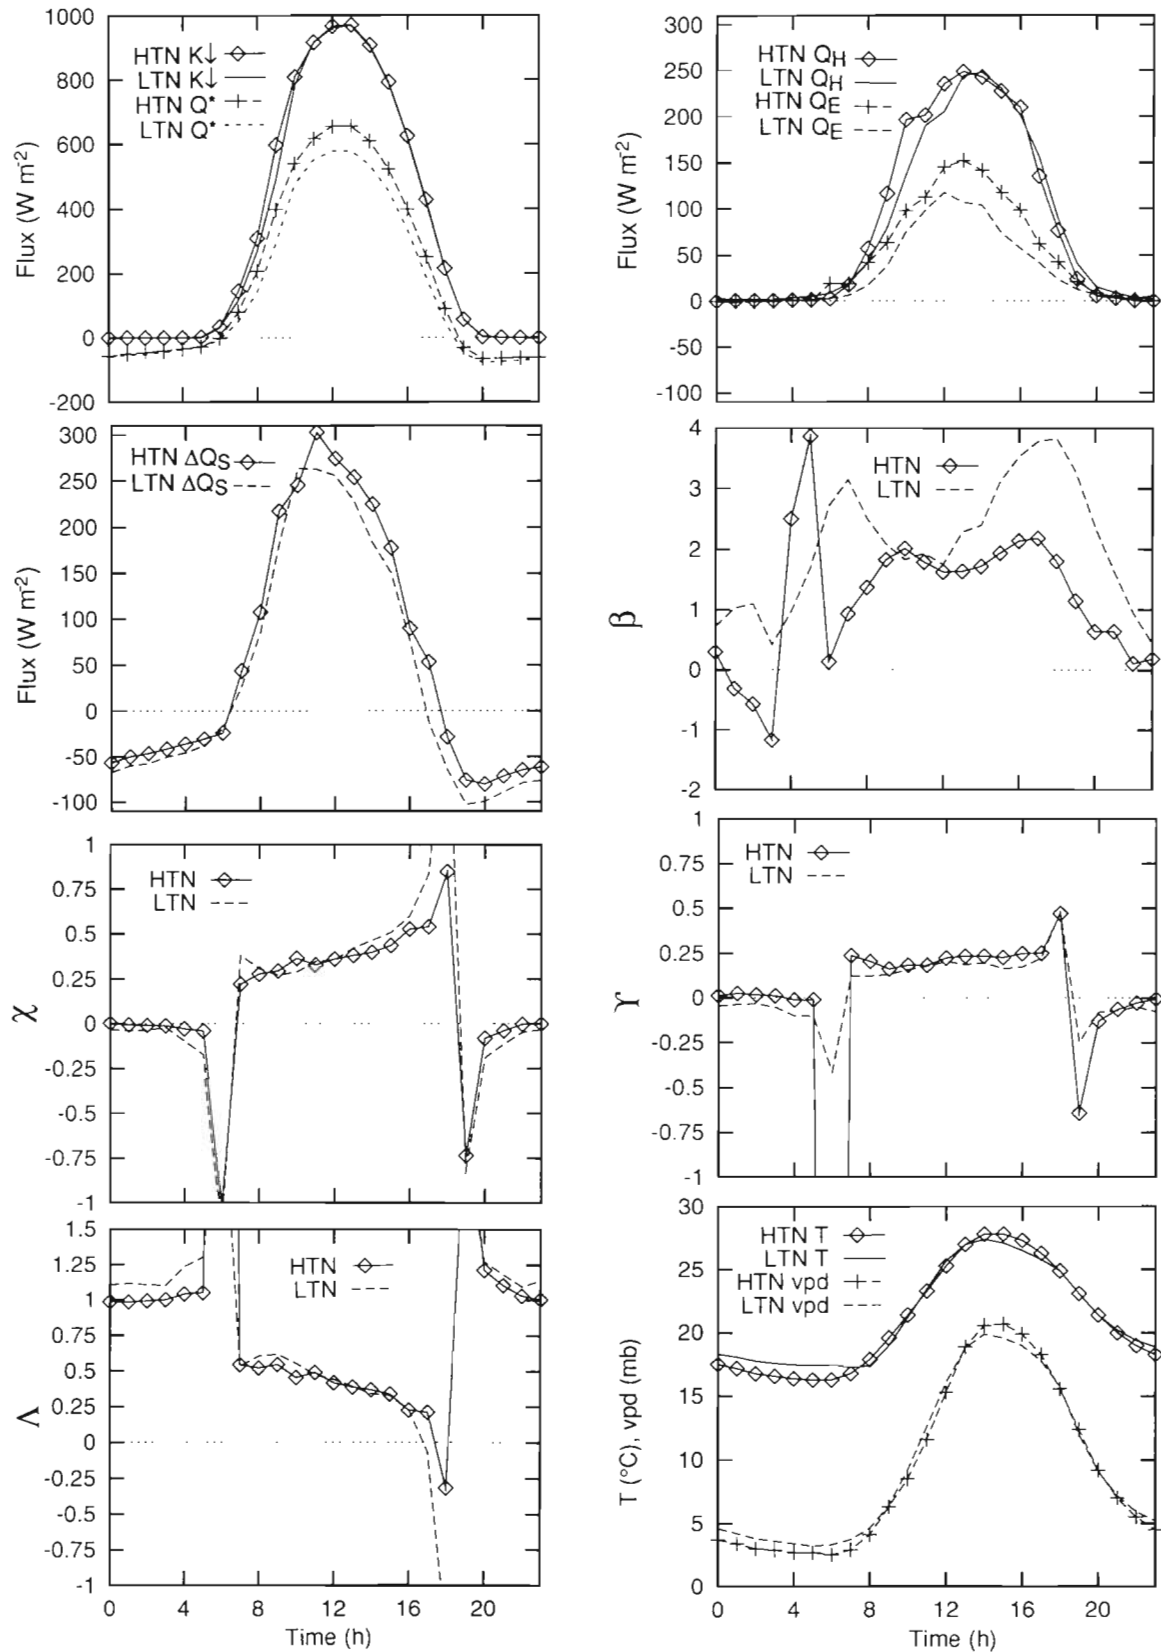 1000
800
600
400
200
0
-200
Flux (W m-2)
HTN K↓
LTN K↓
HTN Q*
LTN Q*
300
250
200
150
100
50
0
-50
-100
Flux (W m-2)
HTN QH
LTN QH
HTN QE
LTN QE
300
250
200
150
100
50
0
-50
-100
Flux (W m-2)
HTN ΔQS
LTN ΔQS
4
3
2
1
0
-1
-2
β
HTN
LTN
1
0.75
0.5
0.25
0
-0.25
-0.5
-0.75
-1
χ
HTN
LTN
1
0.75
0.5
0.25
0
-0.25
-0.5
-0.75
-1
ϒ
HTN
LTN
1.5
1.25
1
0.75
0.5
0.25
0
-0.25
-0.5
-0.75
-1
Λ
HTN
LTN
0 4 8 12 16 20
Time (h)
30
25
20
15
10
5
0
T (°C), vpd (mb)
HTN T
LTN T
HTN vpd
LTN vpd
0 4 8 12 16 20
Time (h)